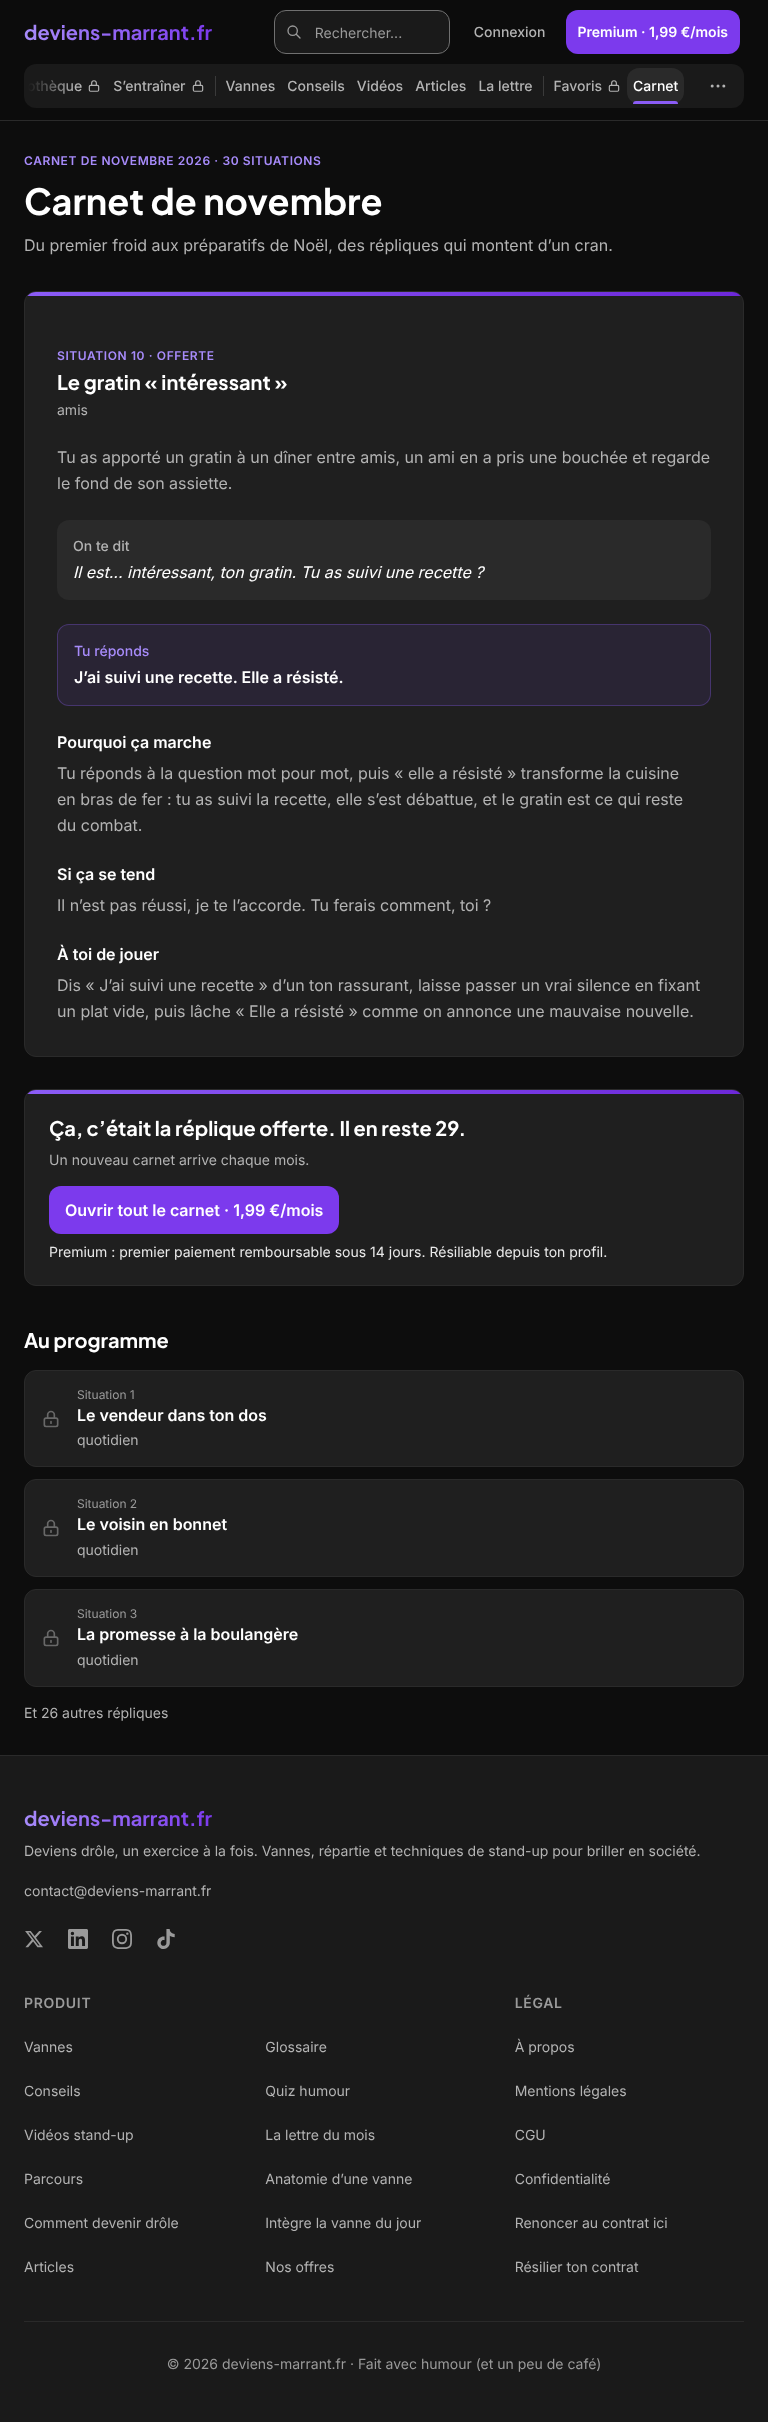 deviens-marrant.fr
Rechercher...
Connexion
Premium · 1,99 €/mois
S’entraîner
Vannes
Conseils
Vidéos
Articles
La lettre
Favoris
Carnet
CARNET DE NOVEMBRE 2026 · 30 SITUATIONS
Carnet de novembre
Du premier froid aux préparatifs de Noël, des répliques qui montent d’un cran.
SITUATION 10 · OFFERTE
Le gratin « intéressant »
amis
Tu as apporté un gratin à un dîner entre amis, un ami en a pris une bouchée et regarde
le fond de son assiette.
On te dit
Il est… intéressant, ton gratin. Tu as suivi une recette ?
Tu réponds
J’ai suivi une recette. Elle a résisté.
Pourquoi ça marche
Tu réponds à la question mot pour mot, puis « elle a résisté » transforme la cuisine
en bras de fer : tu as suivi la recette, elle s’est débattue, et le gratin est ce qui reste
du combat.
Si ça se tend
Il n’est pas réussi, je te l’accorde. Tu ferais comment, toi ?
À toi de jouer
Dis « J’ai suivi une recette » d’un ton rassurant, laisse passer un vrai silence en fixant
un plat vide, puis lâche « Elle a résisté » comme on annonce une mauvaise nouvelle.
Ça, c’était la réplique offerte. Il en reste 29.
Un nouveau carnet arrive chaque mois.
Ouvrir tout le carnet · 1,99 €/mois
Premium : premier paiement remboursable sous 14 jours. Résiliable depuis ton profil.
Au programme
Situation 1
Le vendeur dans ton dos
quotidien
Situation 2
Le voisin en bonnet
quotidien
Situation 3
La promesse à la boulangère
quotidien
Et 26 autres répliques
deviens-marrant.fr
Deviens drôle, un exercice à la fois. Vannes, répartie et techniques de stand-up pour briller en société.
contact@deviens-marrant.fr
PRODUIT
Vannes
Conseils
Vidéos stand-up
Parcours
Comment devenir drôle
Articles
Glossaire
Quiz humour
La lettre du mois
Anatomie d’une vanne
Intègre la vanne du jour
Nos offres
LÉGAL
À propos
Mentions légales
CGU
Confidentialité
Renoncer au contrat ici
Résilier ton contrat
© 2026 deviens-marrant.fr · Fait avec humour (et un peu de café)